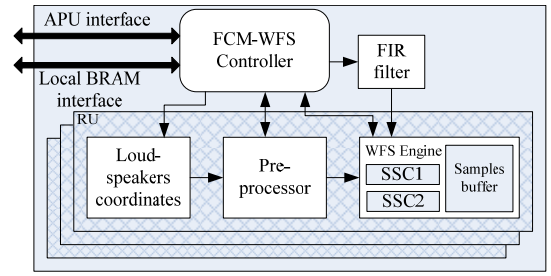 APU interface
FCM-WFS
Controller
FIR
filter
Local BRAM
interface
RU
Loud-
speakers
coordinates
Pre-
processor
WFS Engine
SSC1
SSC2
Samples
buffer